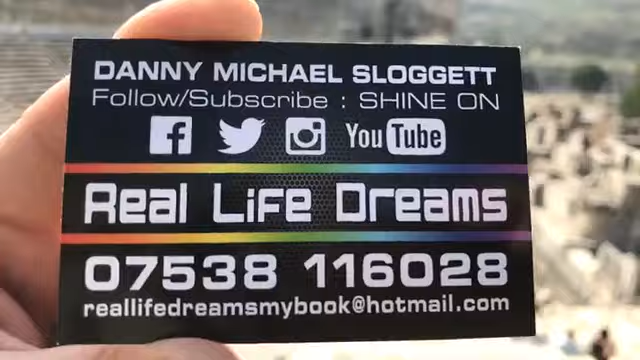 DANNY MICHAEL SLOGGETT
Follow/Subscribe : SHINE ON
f YouTube
Real Life Dreams
07538 116028
reallifedreamsmybook@hotmail.com